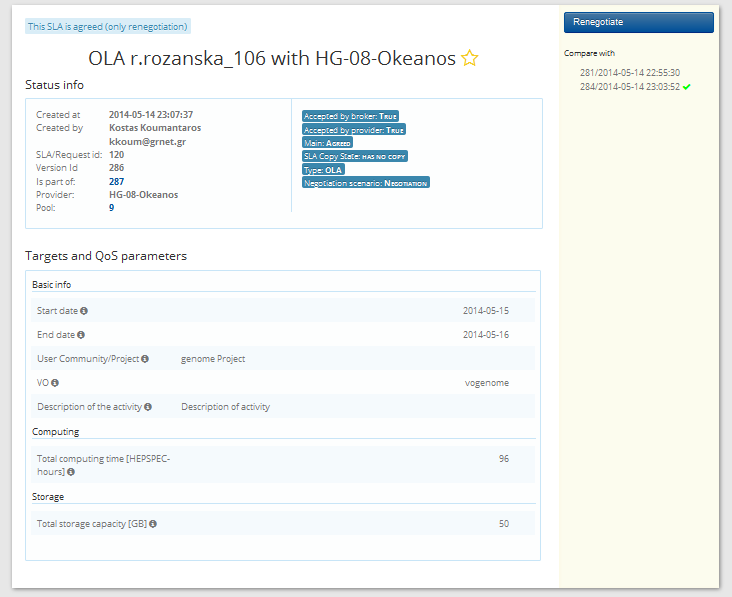 This SLA is agreed (only renegotiation)
OLA r.rozanska_106 with HG-08-Okeanos
Status info
Created at 2014-05-14 23:07:37
Created by Kostas Koumantaros
kkoum@grnet.gr
SLA/Request id: 120
Version Id 286
Is part of: 287
Provider: HG-08-Okeanos
Pool: 9
Accepted by broker: True
Accepted by provider: True
Main: Agreed
SLA Copy State: has no copy
Type: OLA
Negotiation scenario: Negotiation
Targets and QoS parameters
Basic info
Start date 2014-05-15
End date 2014-05-16
User Community/Project genome Project
VO vogenome
Description of the activity Description of activity
Computing
Total computing time [HEPSPEC-
hours] 96
Storage
Total storage capacity [GB] 50
Renegotiate
Compare with
281/2014-05-14 22:55:30
284/2014-05-14 23:03:52